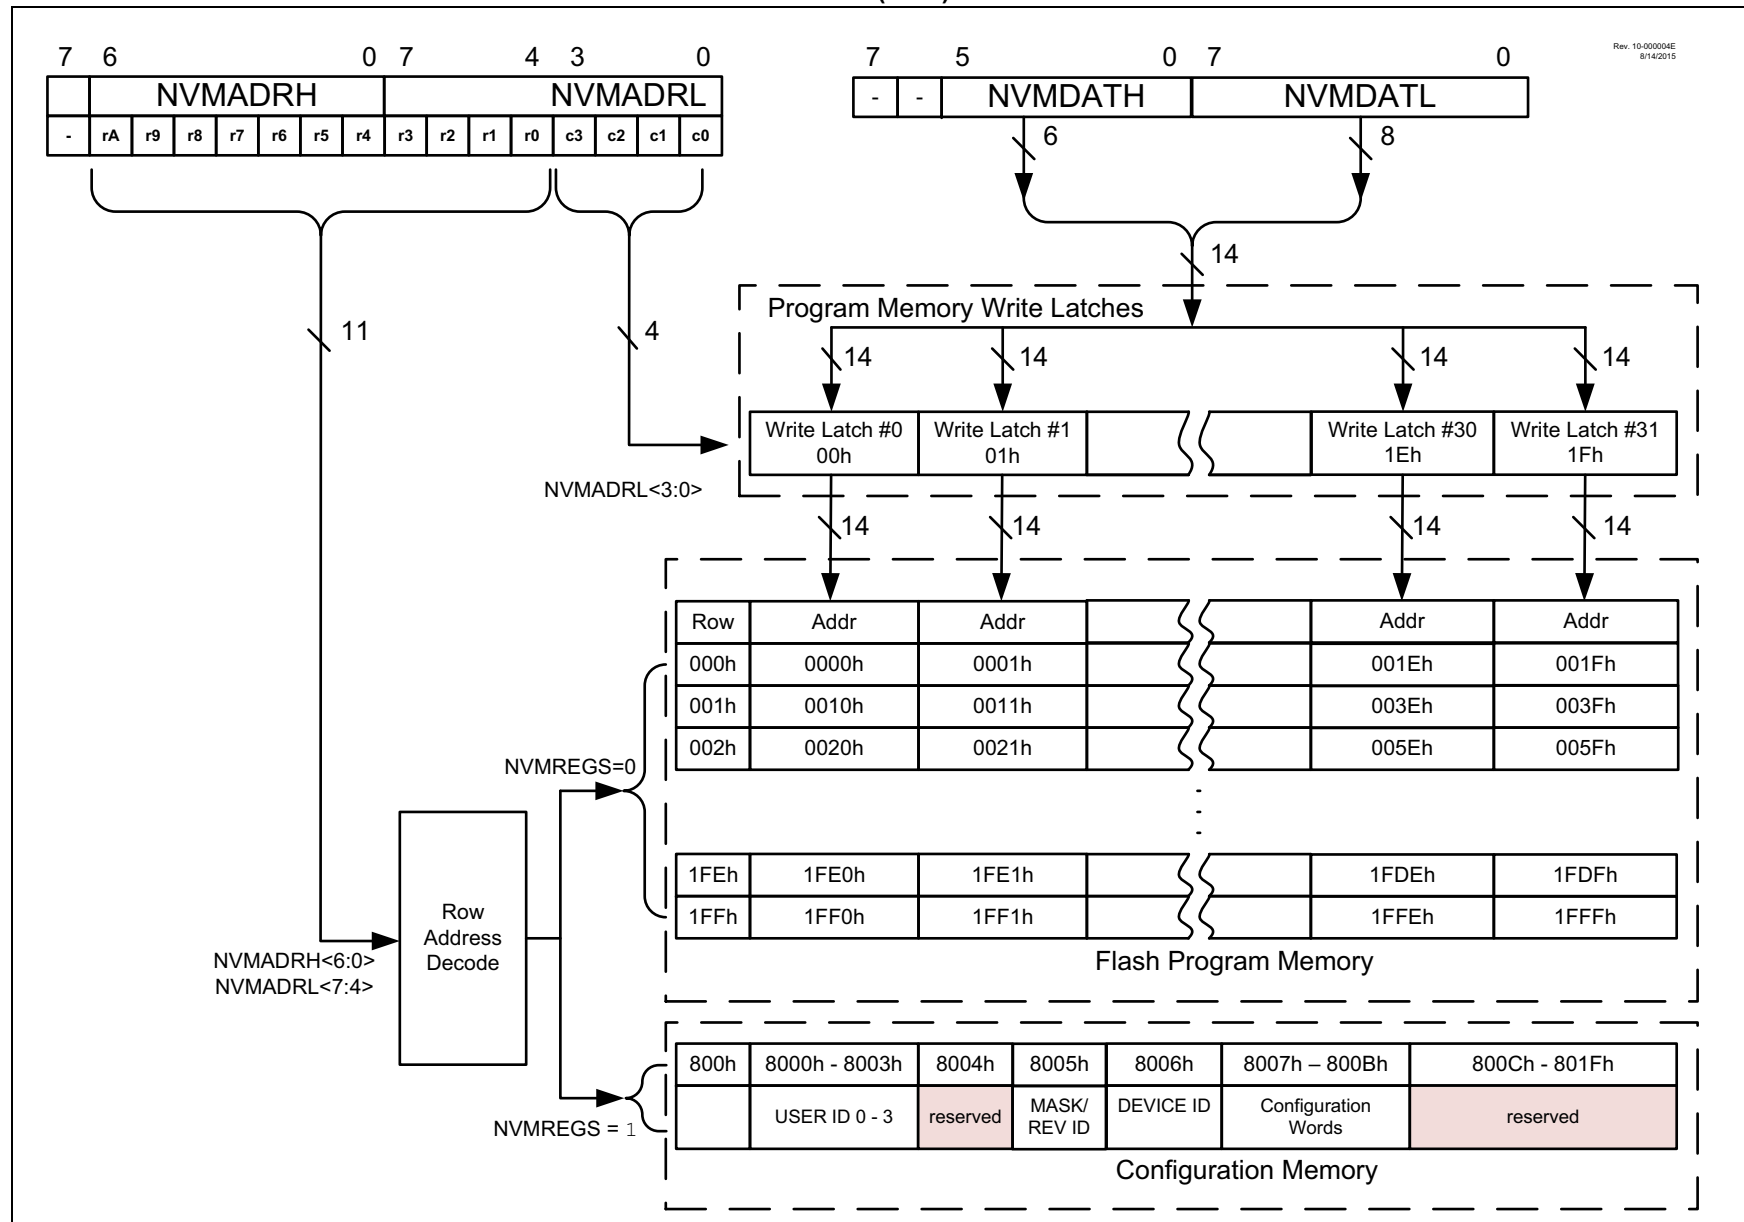 7 6 0 7 4 3 0
7 5 0 7 0
Rev. 10-000004E
8/14/2015
NVMADRH NVMADRL
- - NVMDATH NVMDATL
- rA r9 r8 r7 r6 r5 r4 r3 r2 r1 r0 c3 c2 c1 c0
6 8
14
11 4
Program Memory Write Latches
14 14 14 14
Write Latch #0 Write Latch #1 Write Latch #30 Write Latch #31
00h 01h 1Eh 1Fh
NVMADRL<3:0>
14 14 14 14
Row Addr Addr Addr Addr
000h 0000h 0001h 001Eh 001Fh
001h 0010h 0011h 003Eh 003Fh
002h 0020h 0021h 005Eh 005Fh
NVMREGS=0
1FEh 1FE0h 1FE1h 1FDEh 1FDFh
1FFh 1FF0h 1FF1h 1FFEh 1FFFh
Row
Address
Decode
NVMADRH<6:0>
NVMADRL<7:4>
Flash Program Memory
800h 8000h - 8003h 8004h 8005h 8006h 8007h – 800Bh 800Ch - 801Fh
USER ID 0 - 3 reserved MASK/ DEVICE ID Configuration reserved
REV ID Words
NVMREGS = 1
Configuration Memory